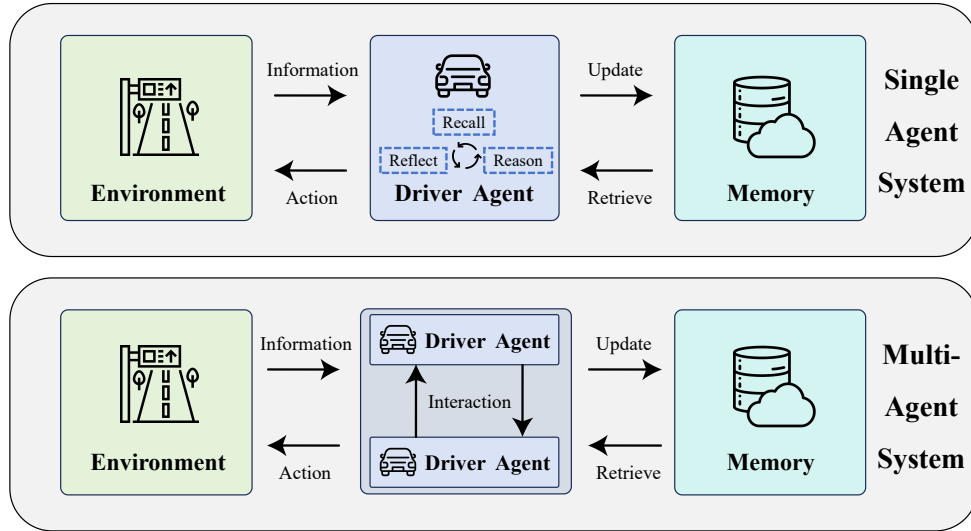 Information
Update
Recall
Reflect
Reason
Action
Retrieve
Environment
Driver Agent
Memory
Single
Agent
System
Information
Update
Driver Agent
Interaction
Driver Agent
Action
Retrieve
Environment
Memory
Multi-
Agent
System